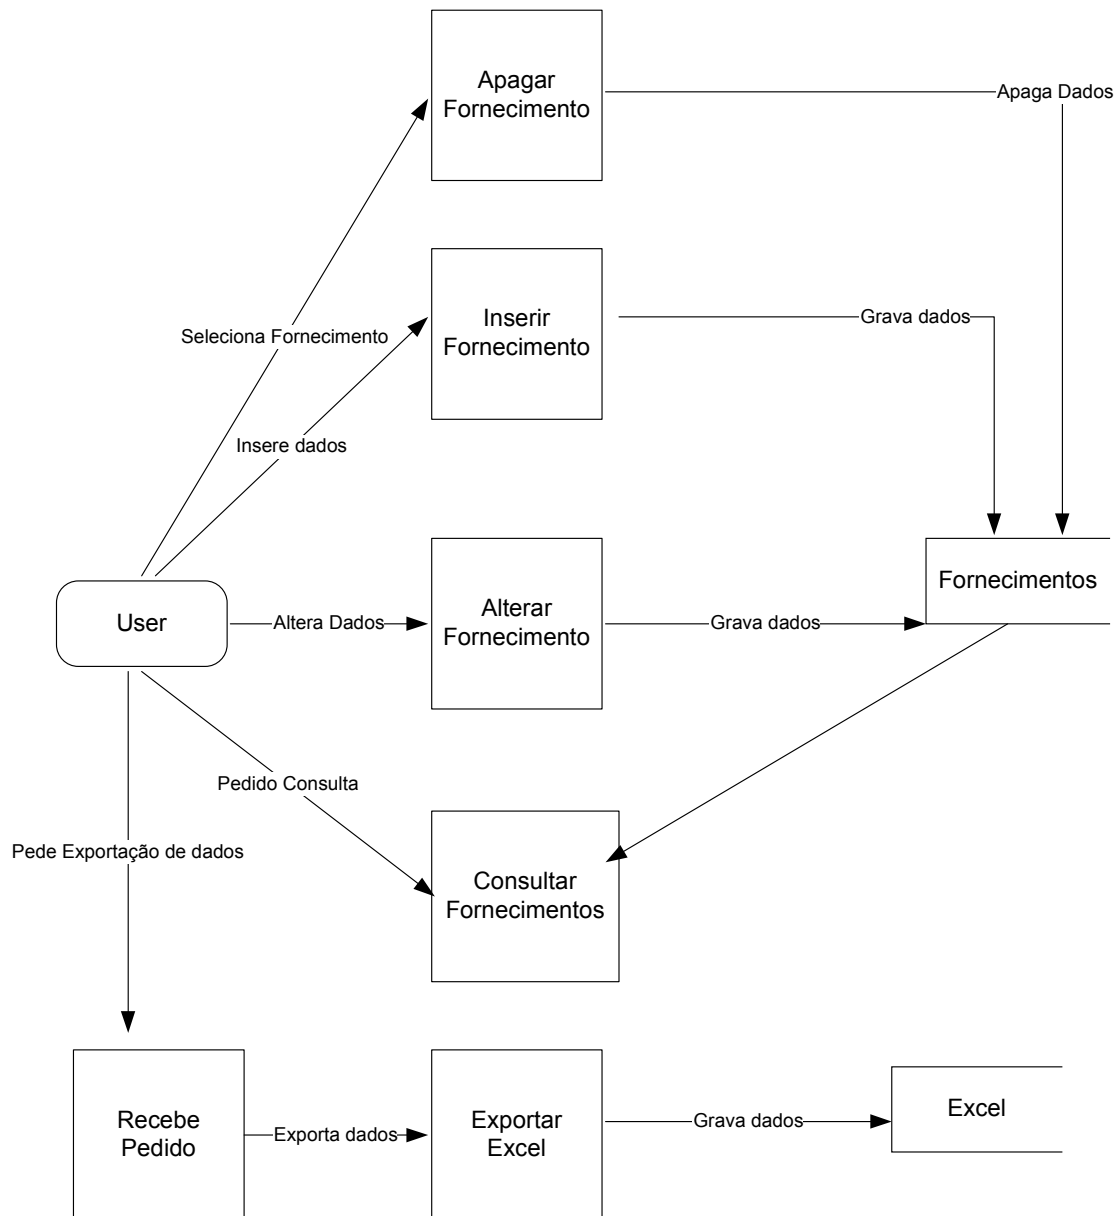 Apagar
Fornecimento
Apaga Dados
Seleciona Fornecimento
Inserir
Fornecimento
Grava dados
Insere dados
User
Altera Dados
Alterar
Fornecimento
Grava dados
Fornecimentos
Pedido Consulta
Pede Exportação de dados
Consultar
Fornecimentos
Recebe
Pedido
Exporta dados
Exportar
Excel
Grava dados
Excel